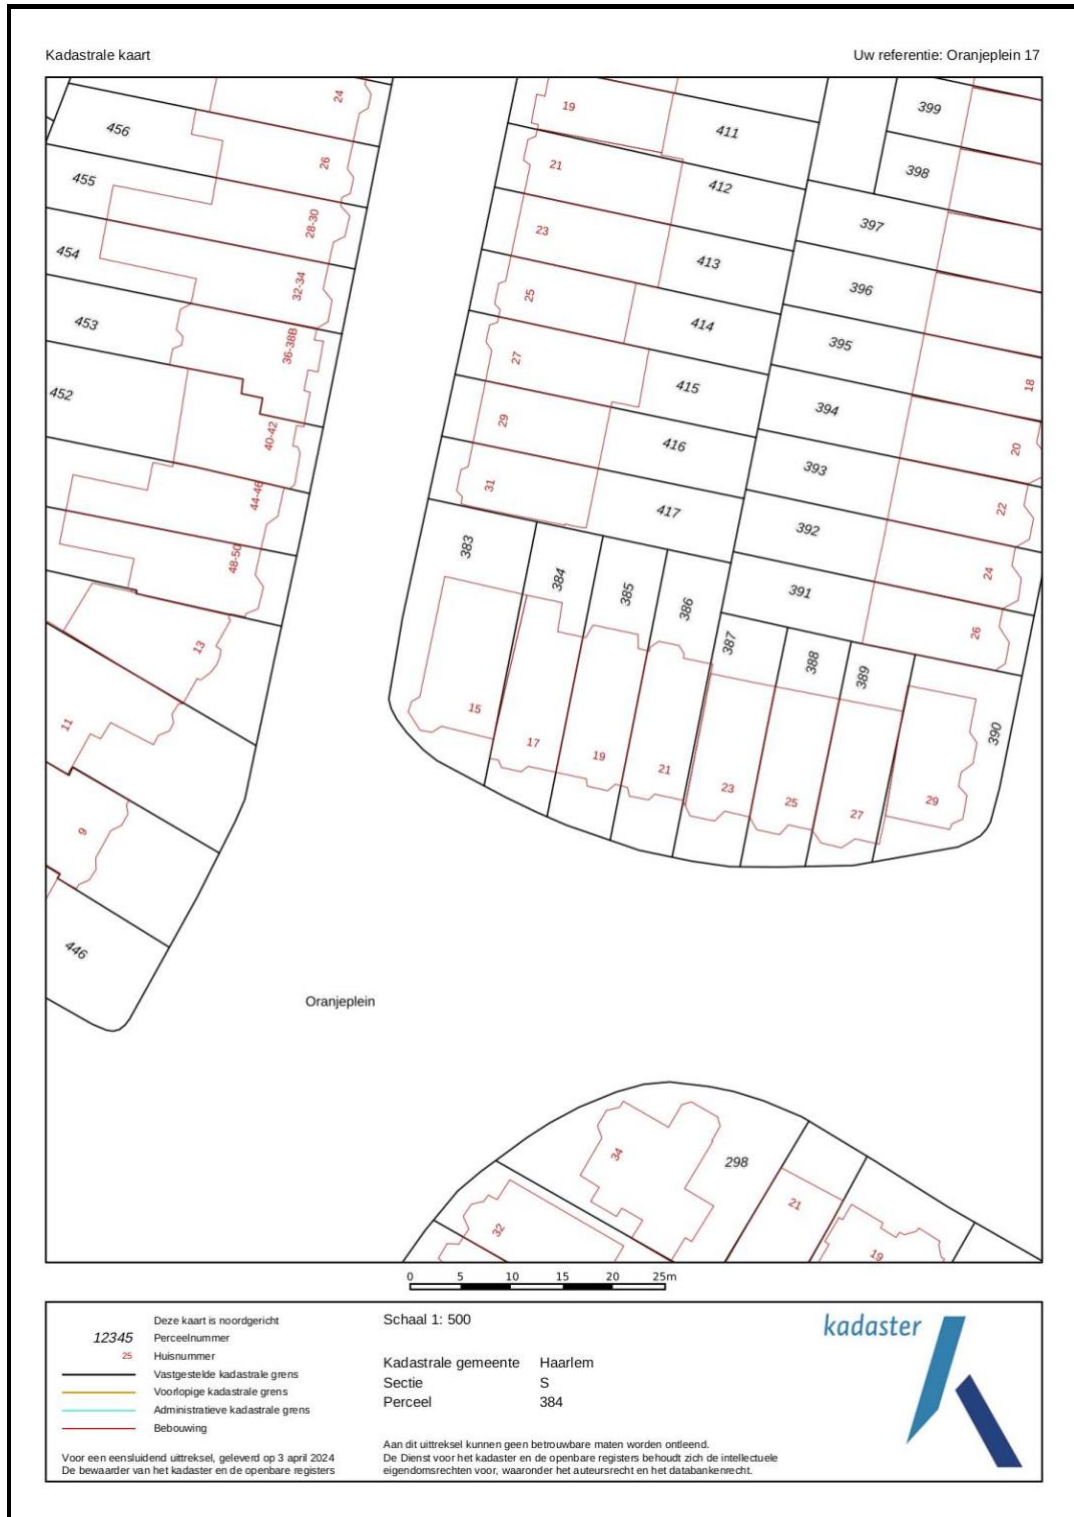 Kadastrale kaart
Uw referentie: Oranjeplein 17
24
19
399
456
411
26
21
398
455
412
28-30
397
23
454
413
32-34
396
25
453
414
36-38B
395
27
415
18
452
394
29
40-42
416
20
393
31
44-46
417
22
392
383
48-50
384
385
24
386
391
13
387
26
388
389
11
15
390
17
19
21
23
25
27
29
9
446
Oranjeplein
34
298
21
32
19
0 5 10 15 20 25m
Deze kaart is noordgericht
12345 Perceelnummer
25 Huisnummer
Vastgestelde kadastrale grens
Voorlopige kadastrale grens
Administratieve kadastrale grens
Bebouwing
Voor een eensluidend uittreksel, geleverd op 3 april 2024
De bewaarder van het kadaster en de openbare registers
Schaal 1: 500
Kadastrale gemeente Haarlem
Sectie S
Perceel 384
Aan dit uittreksel kunnen geen betrouwbare maten worden ontleend.
De Dienst voor het kadaster en de openbare registers behoudt zich de intellectuele
eigendomsrechten voor, waaronder het auteursrecht en het databankenrecht.
kadaster